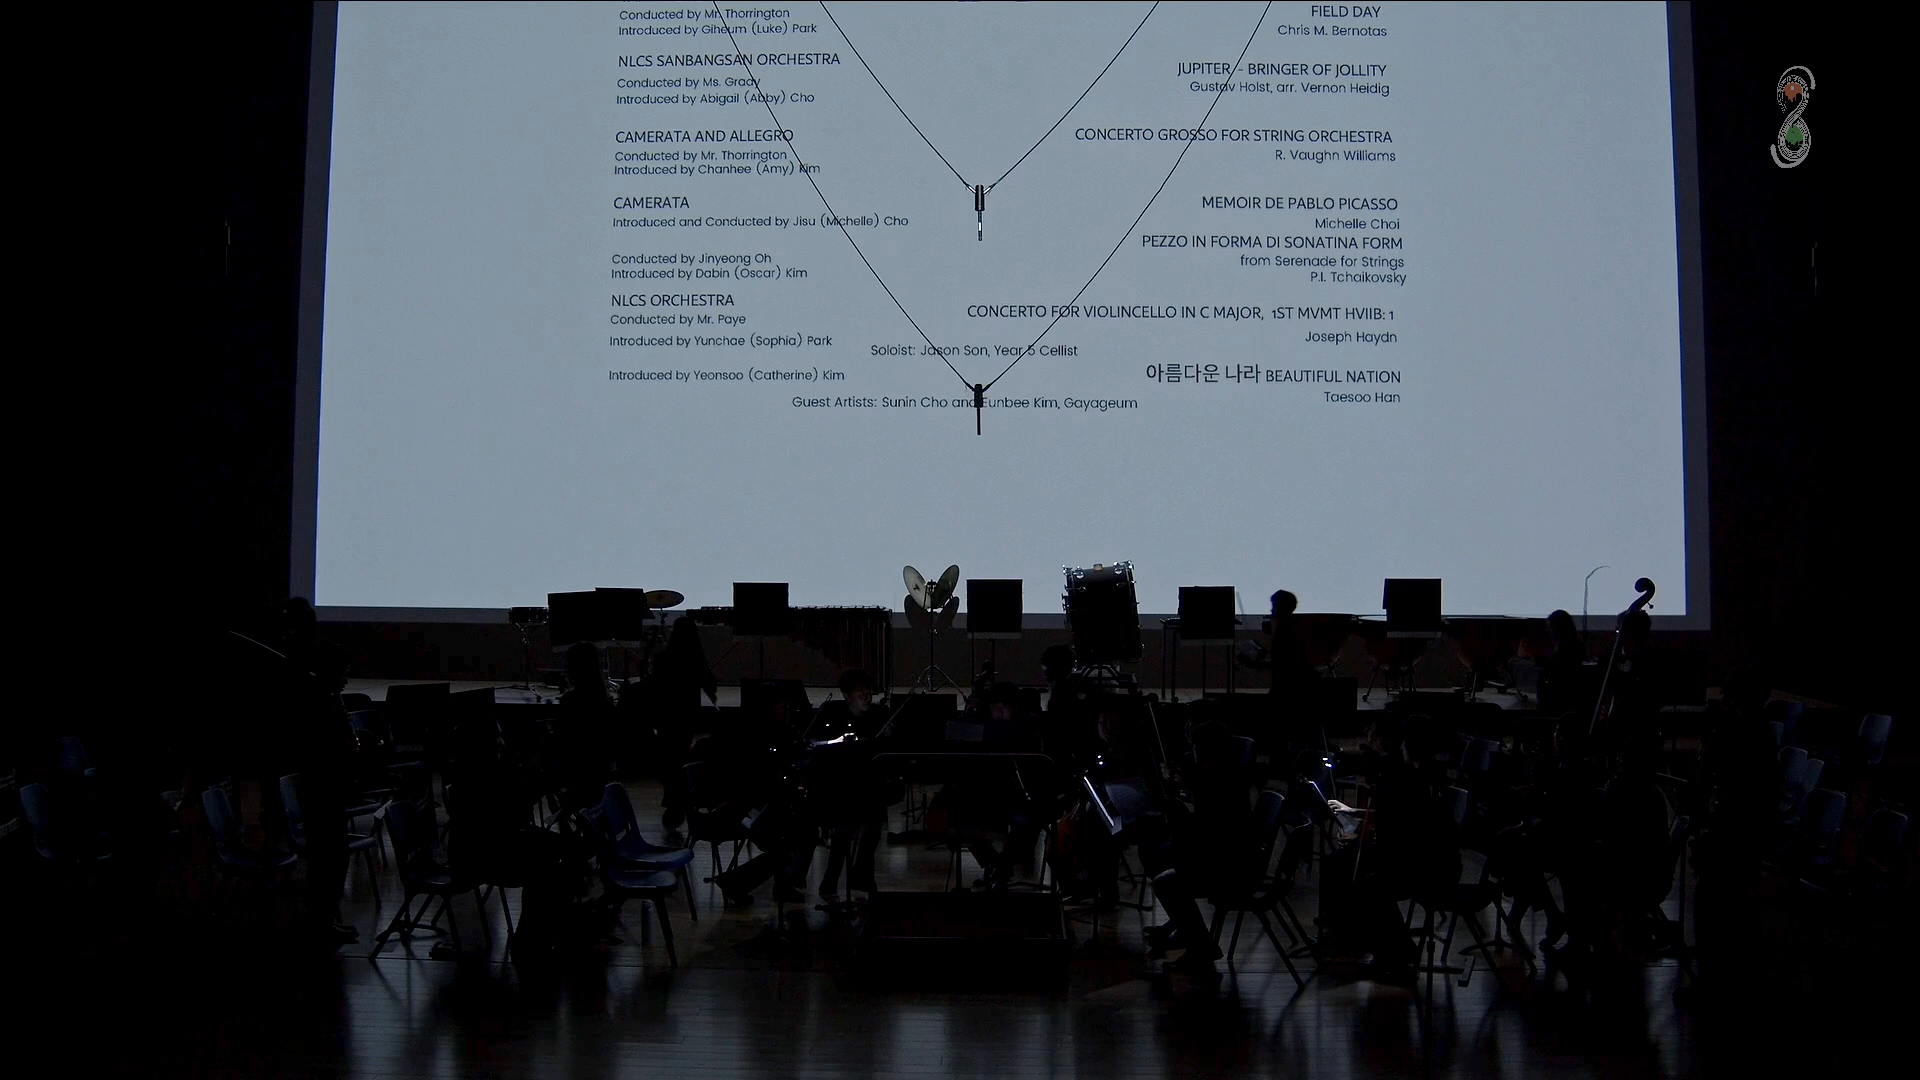 Conducted by Mr. Thorrington
FIELD DAY
Introduced by Giheum (Luke) Park
Chris M. Bernotas
NLCS SANBANGSAN ORCHESTRA
JUPITER - BRINGER OF JOLLITY
Conducted by Ms. Grady
Gustav Holst, arr. Vernon Heidig
Introduced by Abigail (Abby) Cho
CAMERATA AND ALLEGRO
CONCERTO GROSSO FOR STRING ORCHESTRA
Conducted by Mr. Thorrington
R. Vaughn Williams
Introduced by Chanhee (Amy) Kim
CAMERATA
MEMOIR DE PABLO PICASSO
Introduced and Conducted by Jisu (Michelle) Cho
Michelle Choi
PEZZO IN FORMA DI SONATINA FORM
Conducted by Jinyeong Oh
from Serenade for Strings
Introduced by Dabin (Oscar) Kim
P.I. Tchaikovsky
NLCS ORCHESTRA
CONCERTO FOR VIOLINCELLO IN C MAJOR, 1ST MVMT HVIIB: 1
Conducted by Mr. Paye
Joseph Haydn
Introduced by Yunchae (Sophia) Park
Soloist: Jason Son, Year 5 Cellist
Introduced by Yeonsoo (Catherine) Kim
아름다운 나라 BEAUTIFUL NATION
Taesoo Han
Guest Artists: Sunin Cho and Eunbee Kim, Gayageum